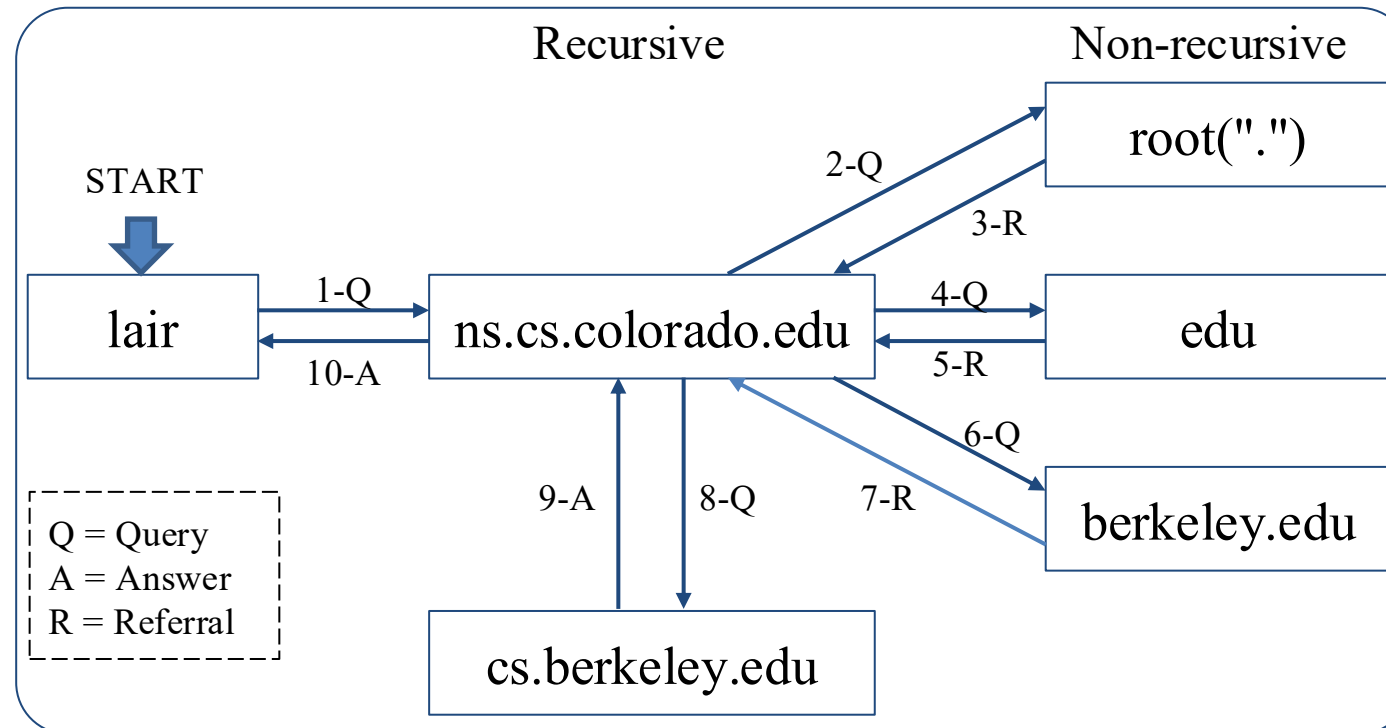 Recursive
Non-recursive
root(".")
2-Q
START
3-R
1-Q
4-Q
lair
ns.cs.colorado.edu
edu
10-A
5-R
6-Q
9-A
8-Q
7-R
berkeley.edu
Q = Query
A = Answer
R = Referral
cs.berkeley.edu